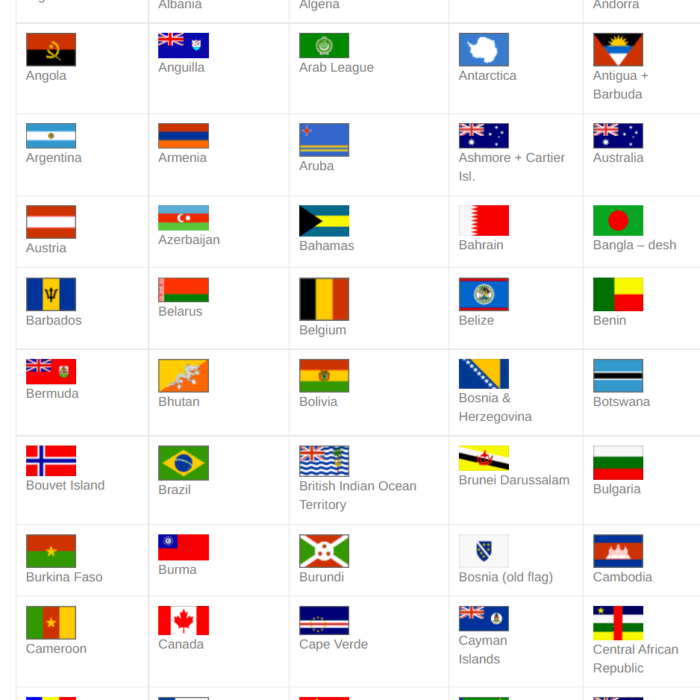 Albania
Algeria
Andorra
Angola
Anguilla
Arab League
Antarctica
Antigua +
Barbuda
Argentina
Armenia
Aruba
Ashmore + Cartier
Isl.
Australia
Austria
Azerbaijan
Bahamas
Bahrain
Bangla – desh
Barbados
Belarus
Belgium
Belize
Benin
Bermuda
Bhutan
Bolivia
Bosnia &
Herzegovina
Botswana
Bouvet Island
Brazil
British Indian Ocean
Territory
Brunei Darussalam
Bulgaria
Burkina Faso
Burma
Burundi
Bosnia (old flag)
Cambodia
Cameroon
Canada
Cape Verde
Cayman
Islands
Central African
Republic